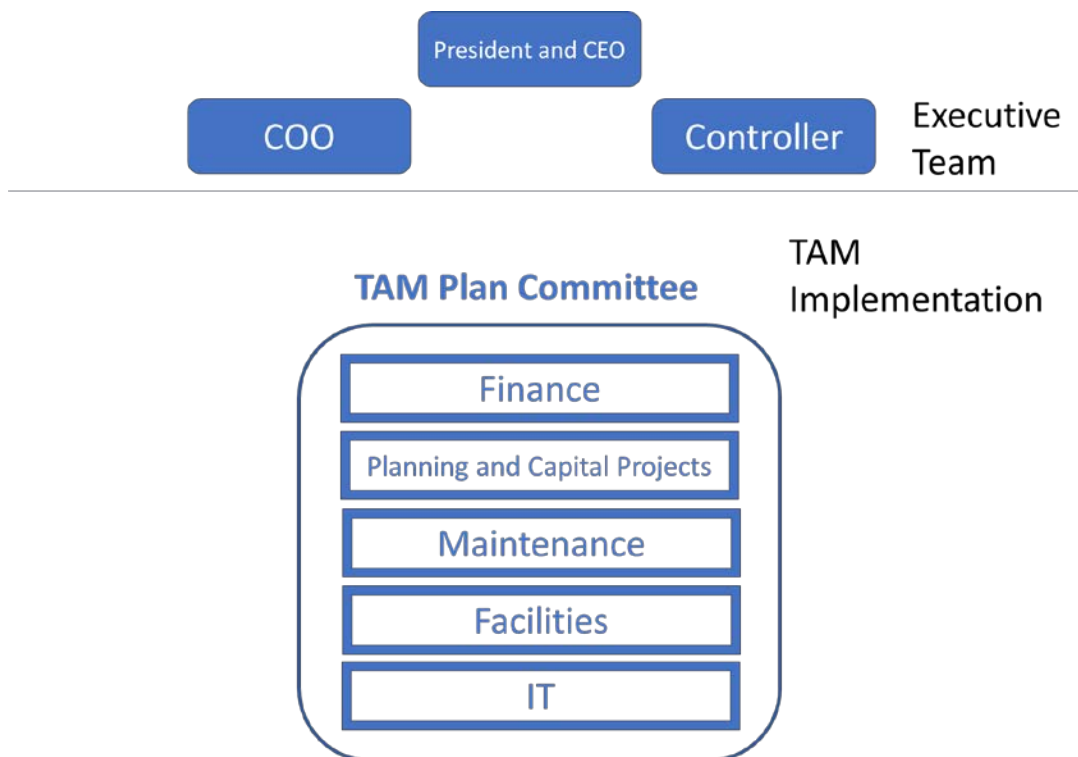 President and CEO
COO
Controller
Executive
Team
TAM
Implementation
TAM Plan Committee
Finance
Planning and Capital Projects
Maintenance
Facilities
IT